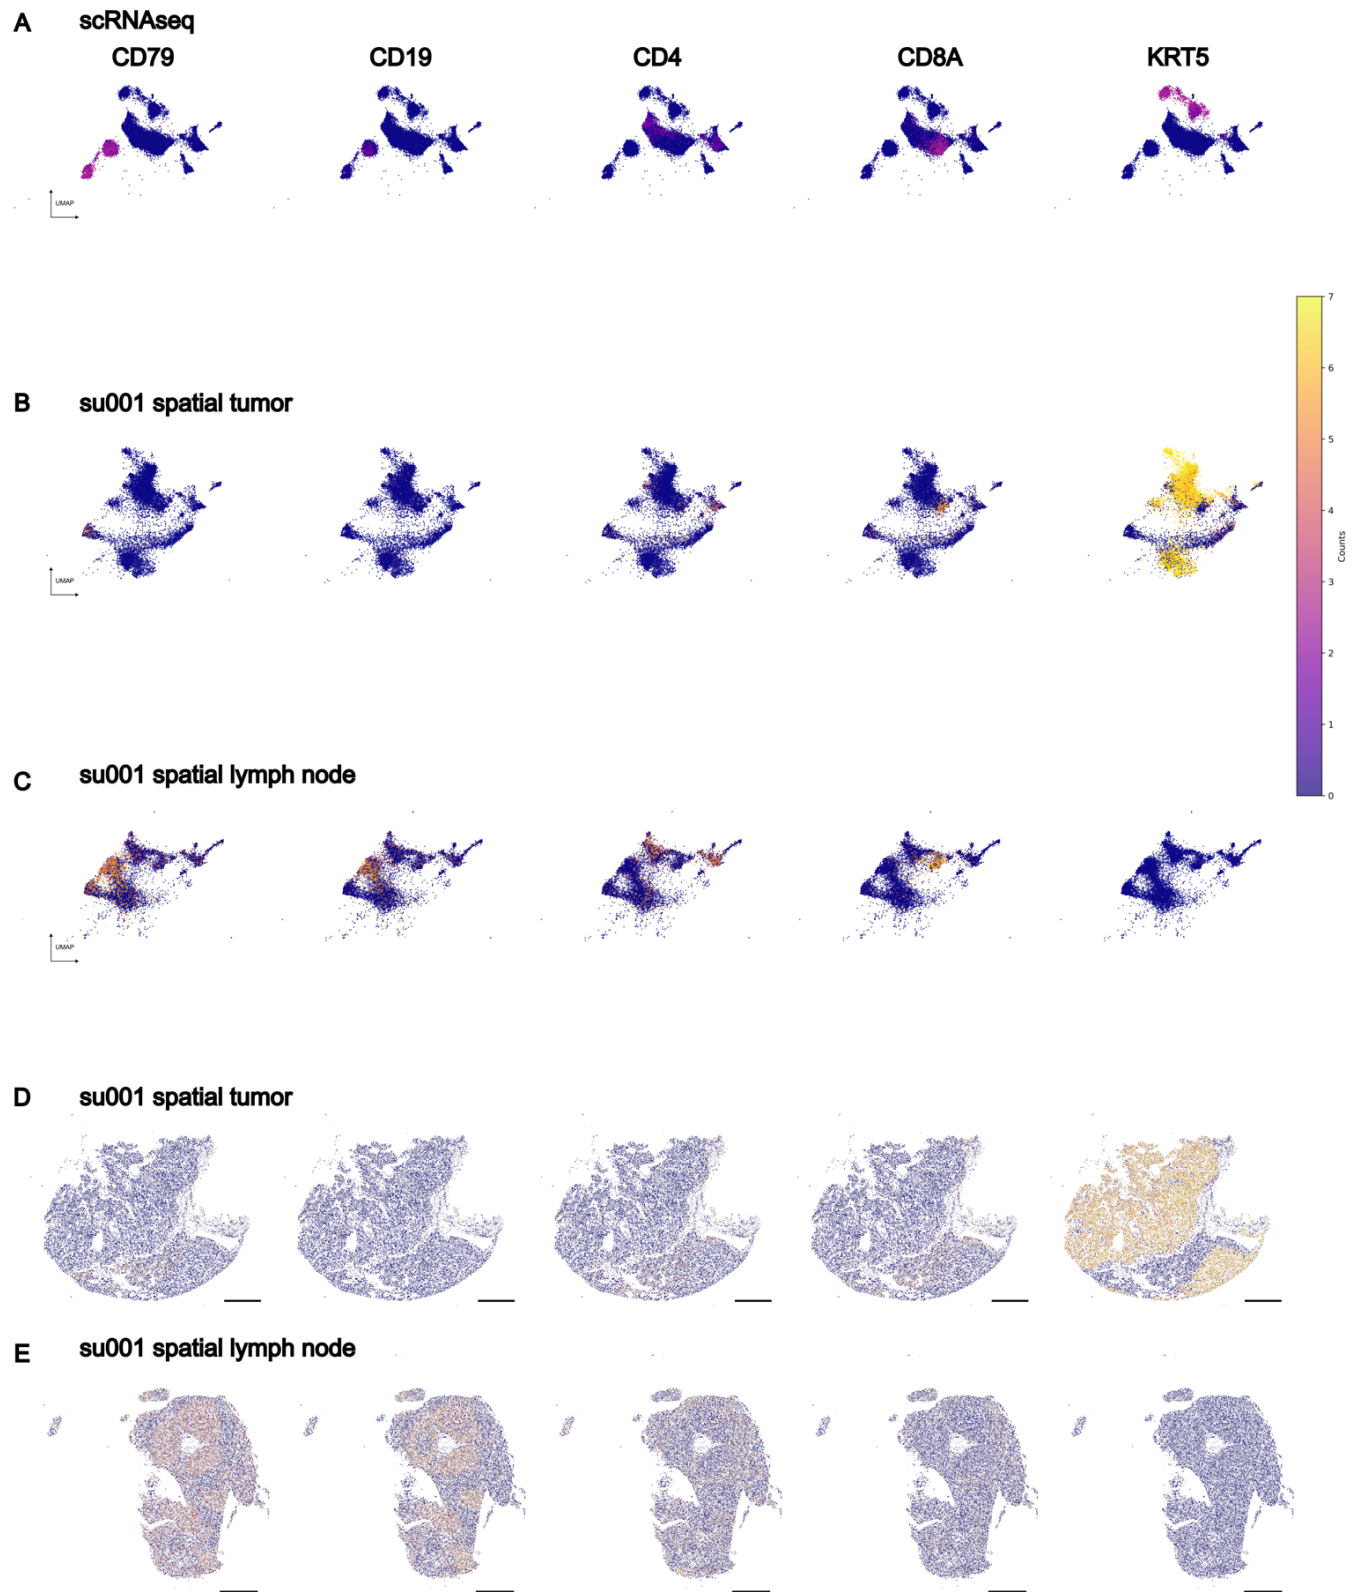 A scRNAseq
CD79 CD19 CD4 CD8A KRT5
UMAP
B su001 spatial tumor
UMAP
7
6
5
4
3
2
1
0
Counts
C su001 spatial lymph node
UMAP
D su001 spatial tumor
E su001 spatial lymph node